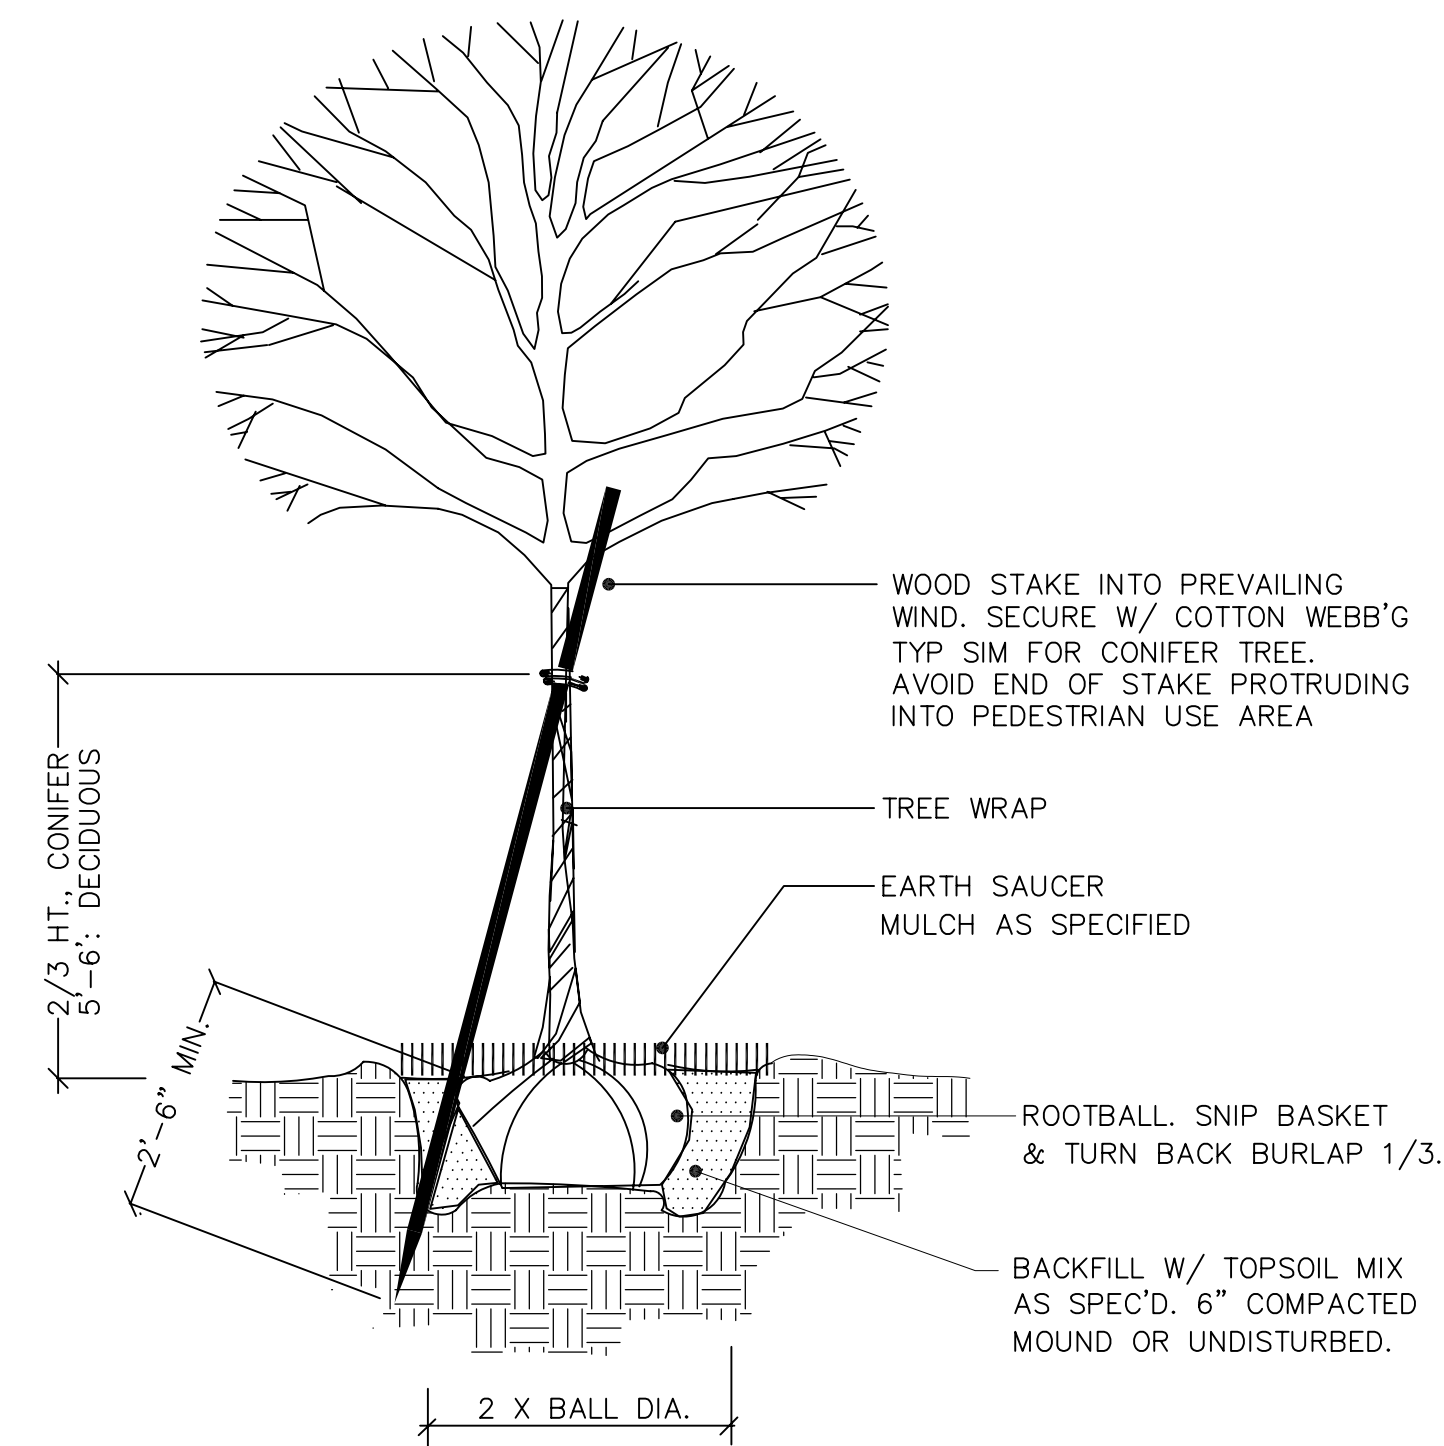 WOOD STAKE INTO PREVAILING
WIND. SECURE W/ COTTON WEBB'G
TYP SIM FOR CONIFER TREE.
AVOID END OF STAKE PROTRUDING
INTO PEDESTRIAN USE AREA
TREE WRAP
EARTH SAUCER
MULCH AS SPECIFIED
2/3 HT., CONIFER
5'-6': DECIDUOUS
2'-6" MIN.
ROOTBALL. SNIP BASKET
& TURN BACK BURLAP 1/3.
BACKFILL W/ TOPSOIL MIX
AS SPEC'D. 6" COMPACTED
MOUND OR UNDISTURBED.
2 X BALL DIA.